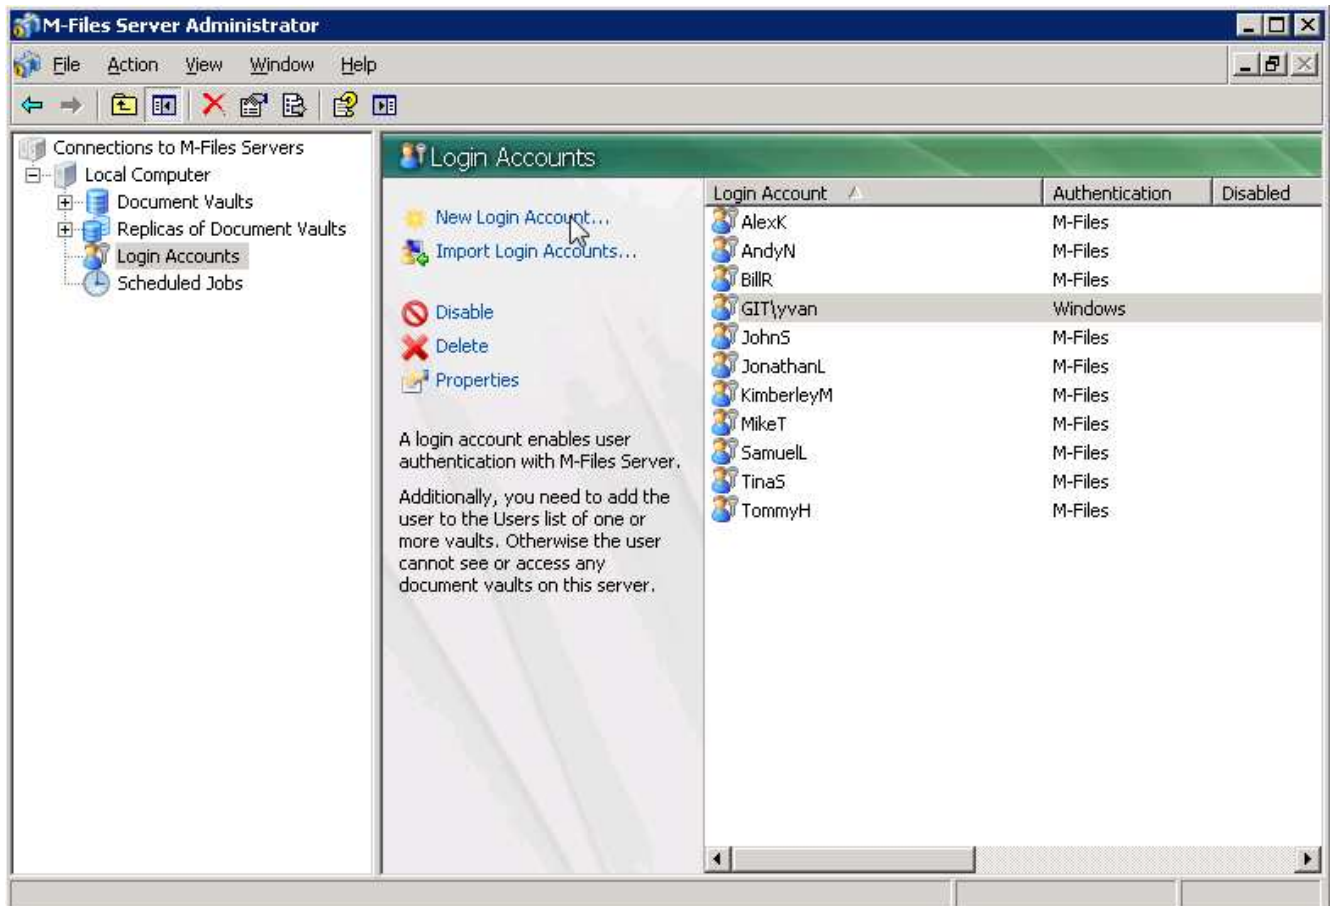 M-Files Server Administrator
File Action View Window Help
Connections to M-Files Servers
Local Computer
Document Vaults
Replicas of Document Vaults
Login Accounts
Scheduled Jobs
Login Accounts
New Login Account...
Import Login Accounts...
Disable
Delete
Properties
A login account enables user
authentication with M-Files Server.
Additionally, you need to add the
user to the Users list of one or
more vaults. Otherwise the user
cannot see or access any
document vaults on this server.
Login Account Authentication Disabled
AlexK M-Files
AndyN M-Files
BillR M-Files
GIT\yvan Windows
JohnS M-Files
JonathanL M-Files
KimberleyM M-Files
MikeT M-Files
SamuelL M-Files
TinaS M-Files
TommyH M-Files